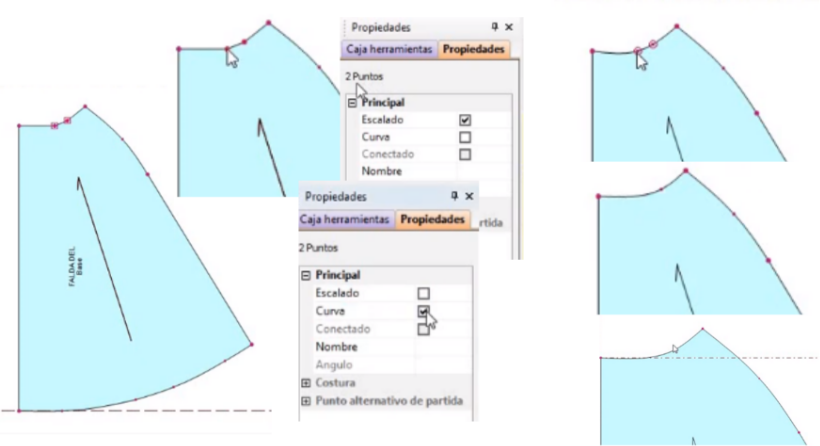 Propiedades
Caja herramientas Propiedades
2 Puntos
Principal
Escalado
Curva
Conectado
Nombre
rtida
Propiedades
Caja herramientas Propiedades
2 Puntos
Principal
Escalado
Curva
Conectado
Nombre
Angulo
Costura
Punto alternativo de partida
FALDA DEL
Base